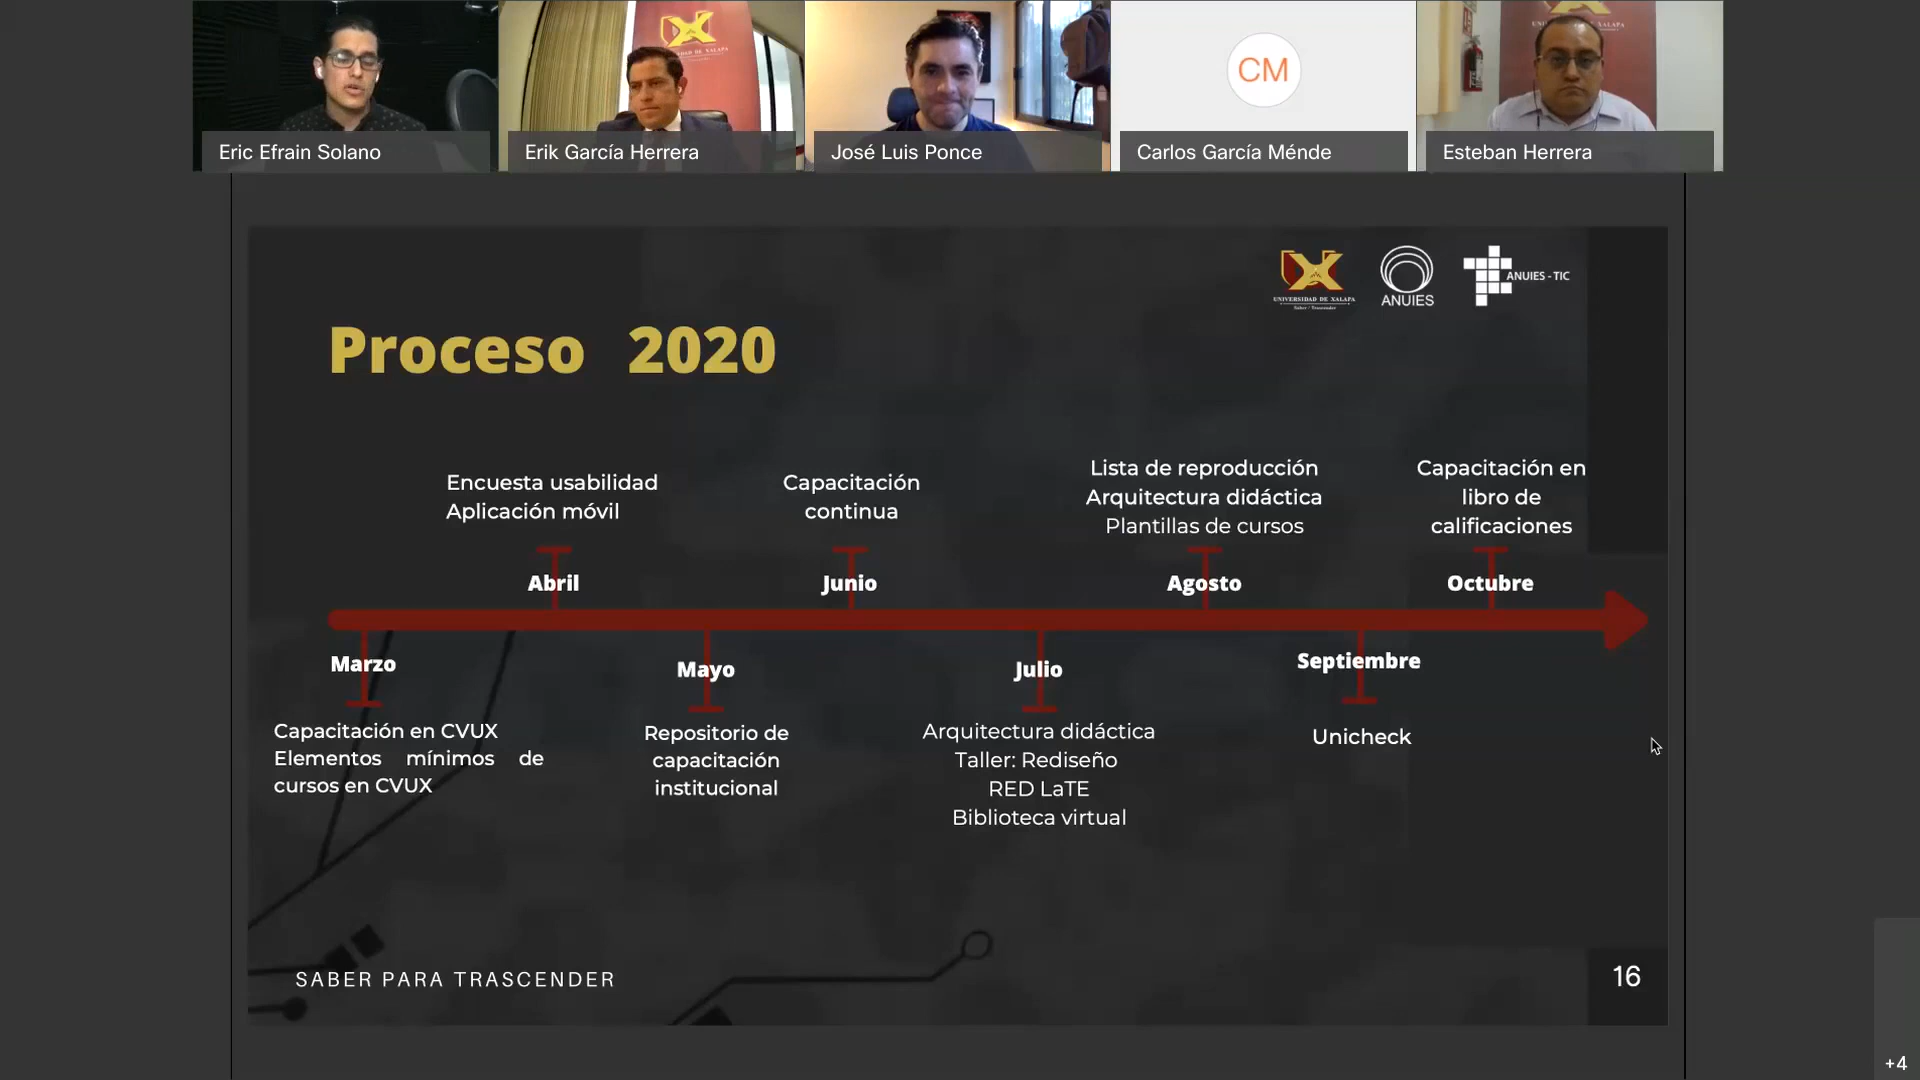 Eric Efrain Solano
Erik García Herrera
José Luis Ponce
CM
Carlos García Ménde
Esteban Herrera
UNIVERSIDAD DE XALAPA
ANUIES
ANUIES - TIC
Proceso 2020
Encuesta usabilidad
Aplicación móvil
Capacitación
continua
Lista de reproducción
Arquitectura didáctica
Plantillas de cursos
Capacitación en
libro de
calificaciones
Abril
Junio
Agosto
Octubre
Marzo
Mayo
Julio
Septiembre
Capacitación en CVUX
Elementos mínimos de
cursos en CVUX
Repositorio de
capacitación
institucional
Arquitectura didáctica
Taller: Rediseño
RED LaTE
Biblioteca virtual
Unicheck
SABER PARA TRASCENDER
16
+4